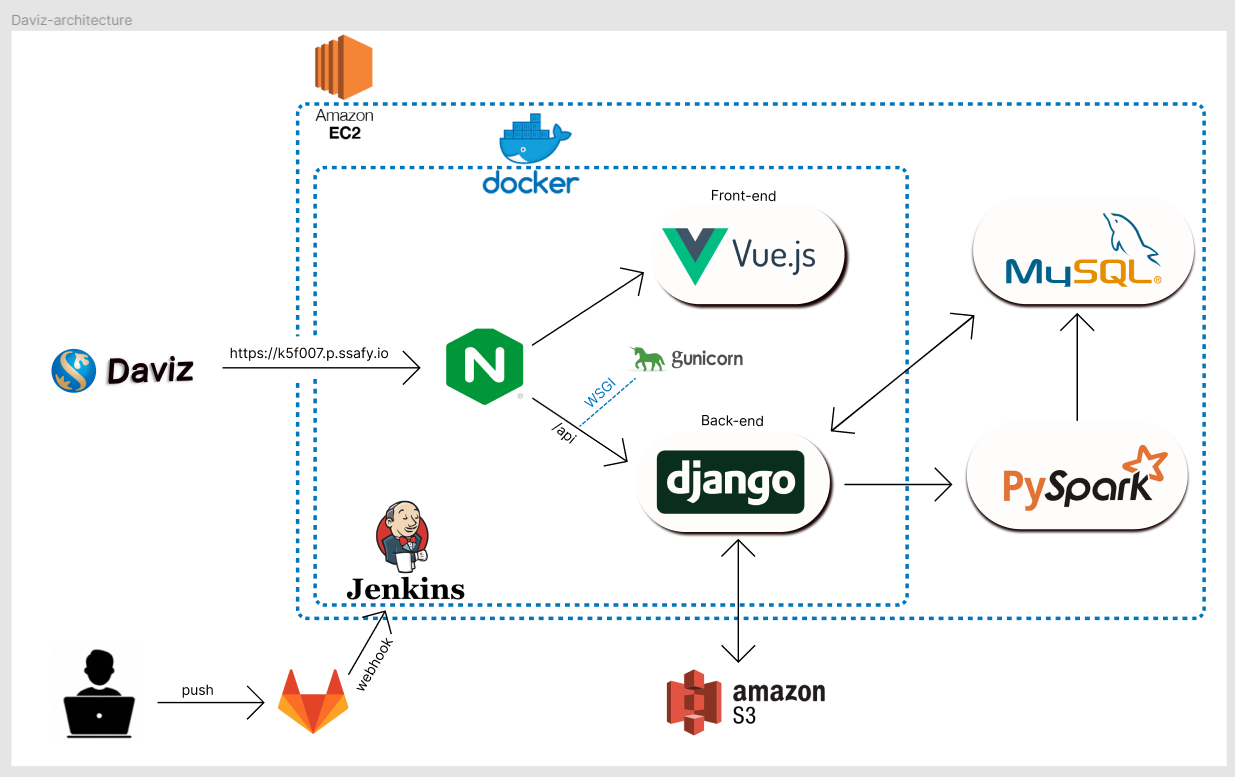 Daviz-architecture
Amazon
EC2
docker
Front-end
Vue.js
MySQL®
https://k5f007.p.ssafy.io
Daviz
N
®
gunicorn
WSGI
/api
Back-end
django
PySpark
Jenkins
webhook
push
amazon
S3